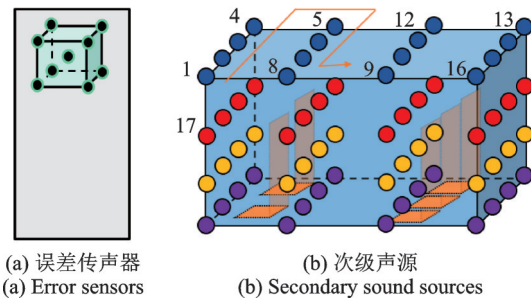 4 5 12 13
1 8 9 16
17
(a) 误差传声器 (b) 次级声源
(a) Error sensors (b) Secondary sound sources